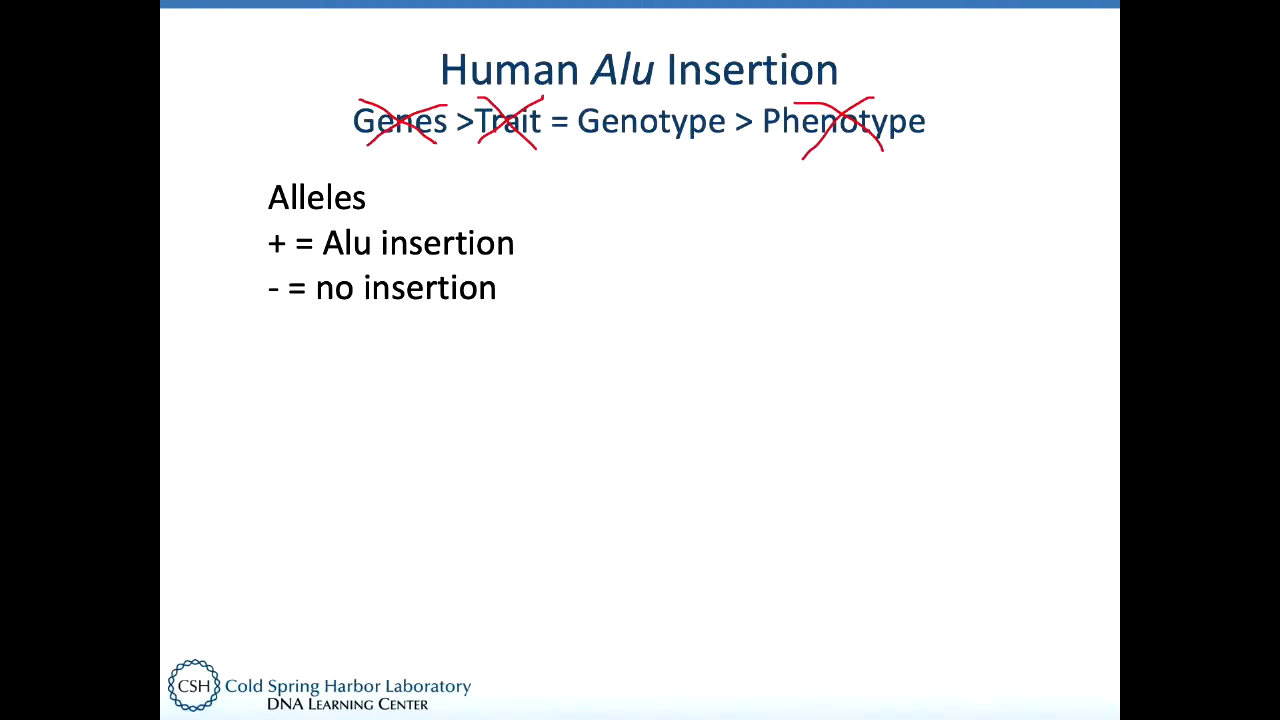 Human Alu Insertion
Genes >Trait = Genotype > Phenotype
Alleles
+ = Alu insertion
- = no insertion
CSH Cold Spring Harbor Laboratory
DNA LEARNING CENTER